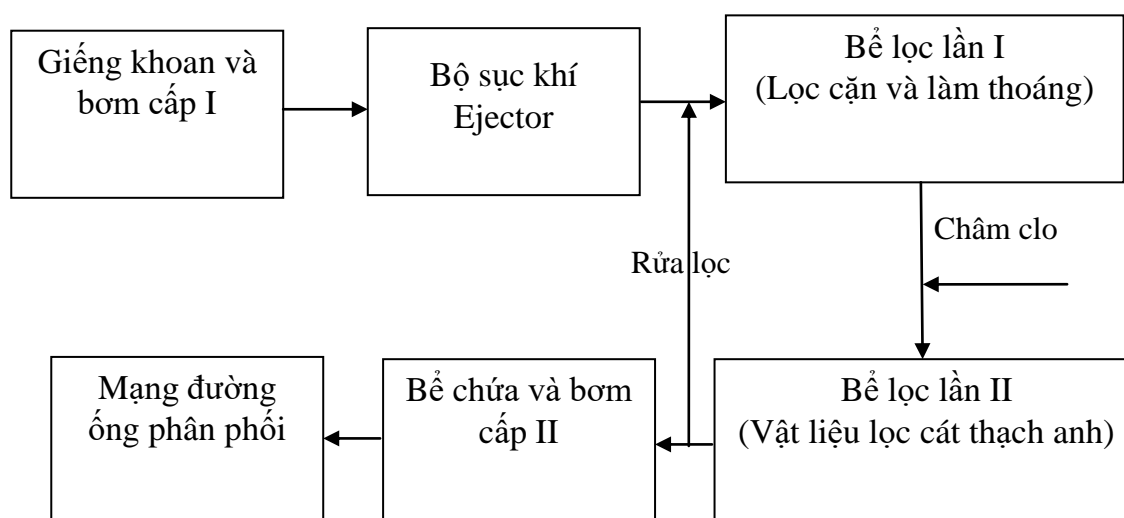 Giếng khoan và
bơm cấp I
Bộ sục khí
Ejector
Bể lọc lần I
(Lọc cặn và làm thoáng)
Châm clo
Rửa lọc
Mạng đường
ống phân phối
Bể chứa và bơm
cấp II
Bể lọc lần II
(Vật liệu lọc cát thạch anh)